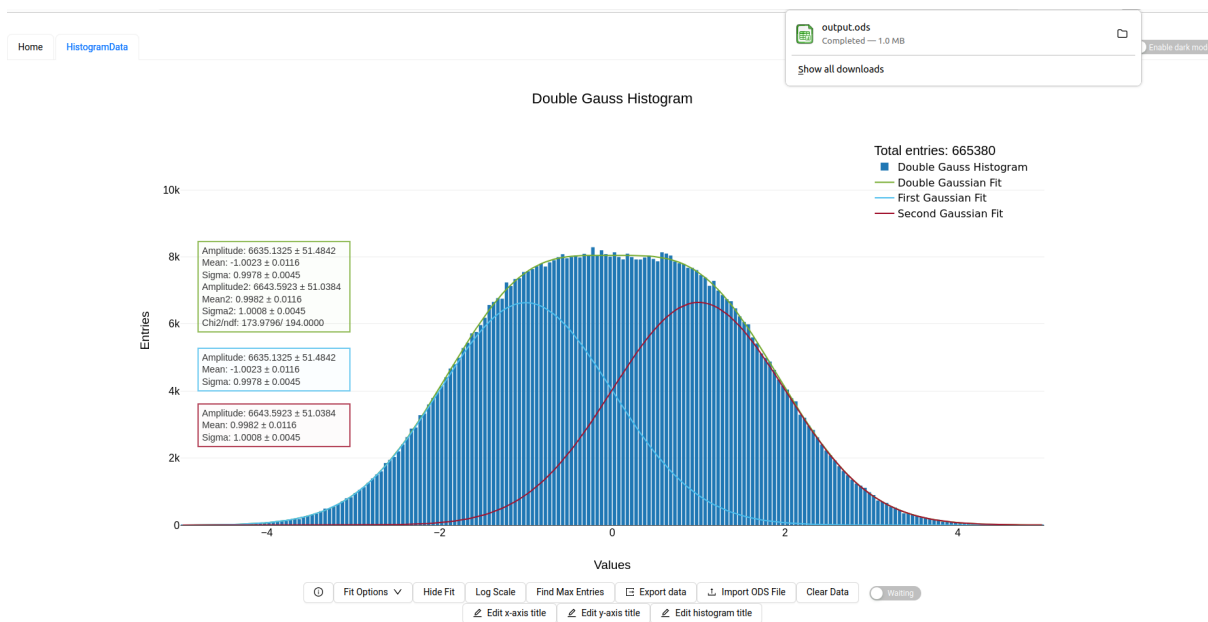 output.ods
Completed — 1.0 MB
Show all downloads
Home
HistogramData
Enable dark mod
Double Gauss Histogram
Total entries: 665380
Double Gauss Histogram
Double Gaussian Fit
First Gaussian Fit
Second Gaussian Fit
10k
8k
6k
4k
2k
0
Entries
Amplitude: 6635.1325 ± 51.4842
Mean: -1.0023 ± 0.0116
Sigma: 0.9978 ± 0.0045
Amplitude2: 6643.5923 ± 51.0384
Mean2: 0.9982 ± 0.0116
Sigma2: 1.0008 ± 0.0045
Chi2/ndf: 173.9796/ 194.0000
Amplitude: 6635.1325 ± 51.4842
Mean: -1.0023 ± 0.0116
Sigma: 0.9978 ± 0.0045
Amplitude: 6643.5923 ± 51.0384
Mean: 0.9982 ± 0.0116
Sigma: 1.0008 ± 0.0045
−4 −2 0 2 4
Values
Fit Options Hide Fit Log Scale Find Max Entries Export data Import ODS File Clear Data Waiting
Edit x-axis title Edit y-axis title Edit histogram title